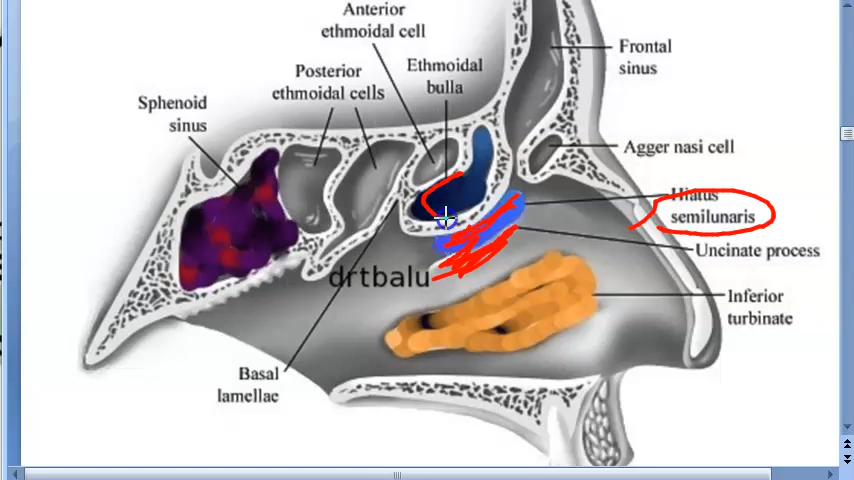 Anterior
ethmoidal cell
Frontal
sinus
Posterior
ethmoidal cells
Ethmoidal
bulla
Sphenoid
sinus
Agger nasi cell
Hiatus
semilunaris
Uncinate process
drtbalu
Inferior
turbinate
Basal
lamellae